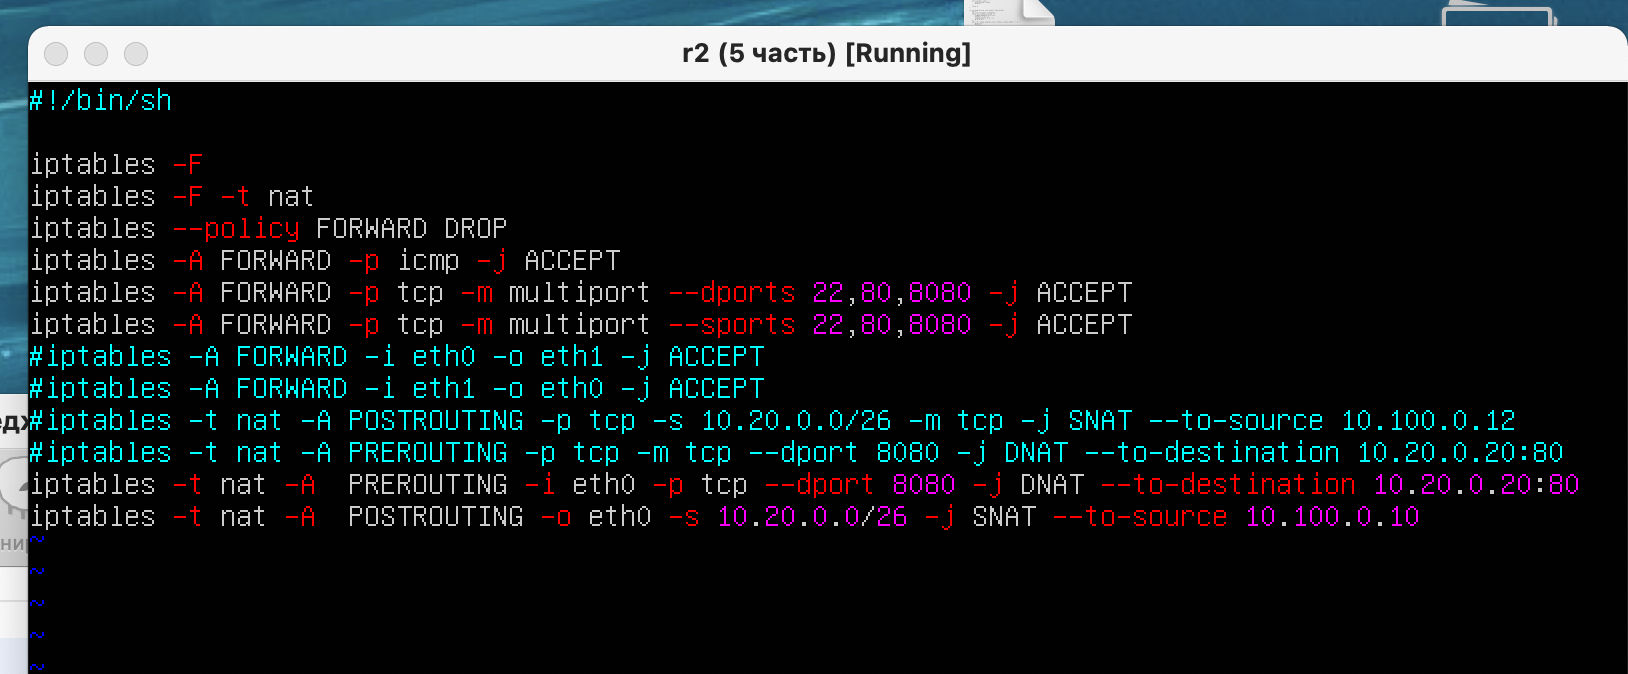 r2 (5 часть) [Running]
#!/bin/sh
iptables -F
iptables -F -t nat
iptables --policy FORWARD DROP
iptables -A FORWARD -p icmp -j ACCEPT
iptables -A FORWARD -p tcp -m multiport --dports 22,80,8080 -j ACCEPT
iptables -A FORWARD -p tcp -m multiport --sports 22,80,8080 -j ACCEPT
#iptables -A FORWARD -i eth0 -o eth1 -j ACCEPT
#iptables -A FORWARD -i eth1 -o eth0 -j ACCEPT
#iptables -t nat -A POSTROUTING -p tcp -s 10.20.0.0/26 -m tcp -j SNAT --to-source 10.100.0.12
#iptables -t nat -A PREROUTING -p tcp -m tcp --dport 8080 -j DNAT --to-destination 10.20.0.20:80
iptables -t nat -A  PREROUTING -i eth0 -p tcp --dport 8080 -j DNAT --to-destination 10.20.0.20:80
iptables -t nat -A  POSTROUTING -o eth0 -s 10.20.0.0/26 -j SNAT --to-source 10.100.0.10
~
~
~
~
~